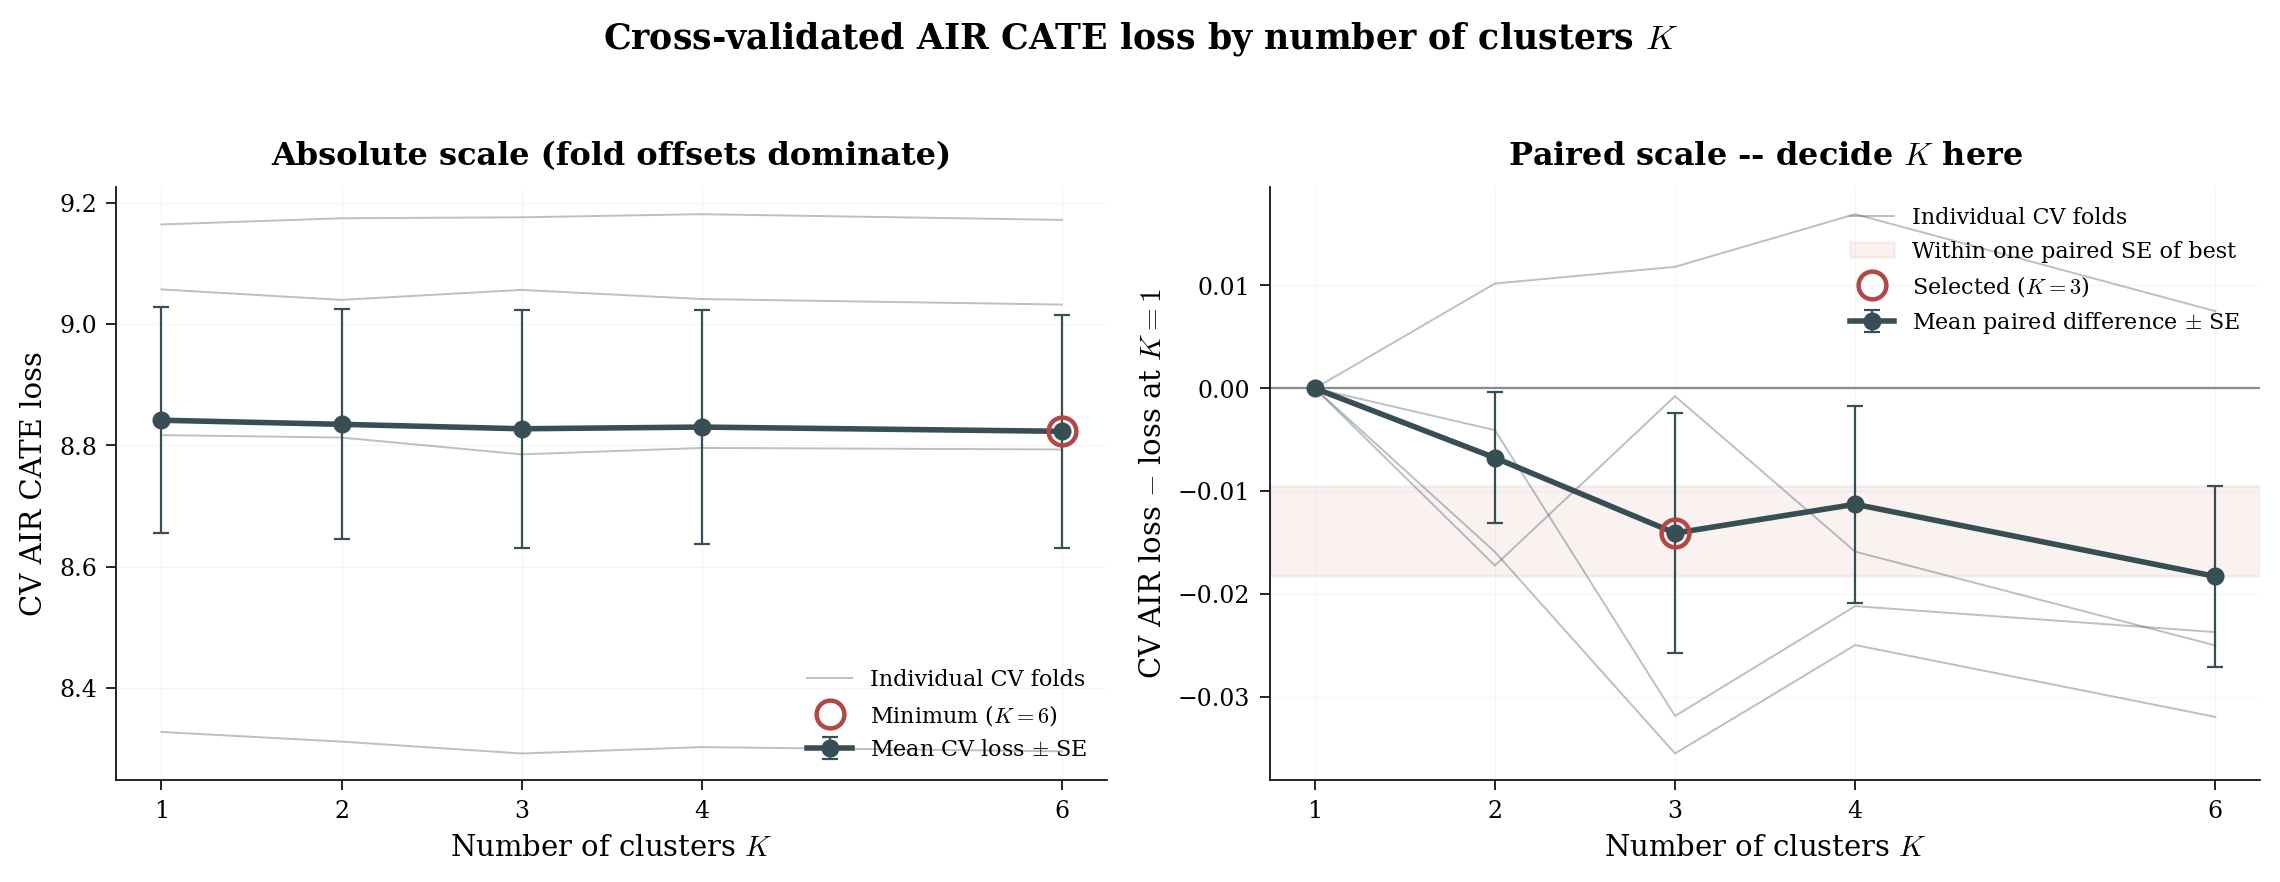 Cross-validated AIR CATE loss by number of clusters K
Absolute scale (fold offsets dominate)
CV AIR CATE loss
9.2
9.0
8.8
8.6
8.4
Individual CV folds
Minimum (K = 6)
Mean CV loss ± SE
1 2 3 4 6
Number of clusters K
Paired scale -- decide K here
CV AIR loss − loss at K = 1
0.01
0.00
−0.01
−0.02
−0.03
Individual CV folds
Within one paired SE of best
Selected (K = 3)
Mean paired difference ± SE
1 2 3 4 6
Number of clusters K